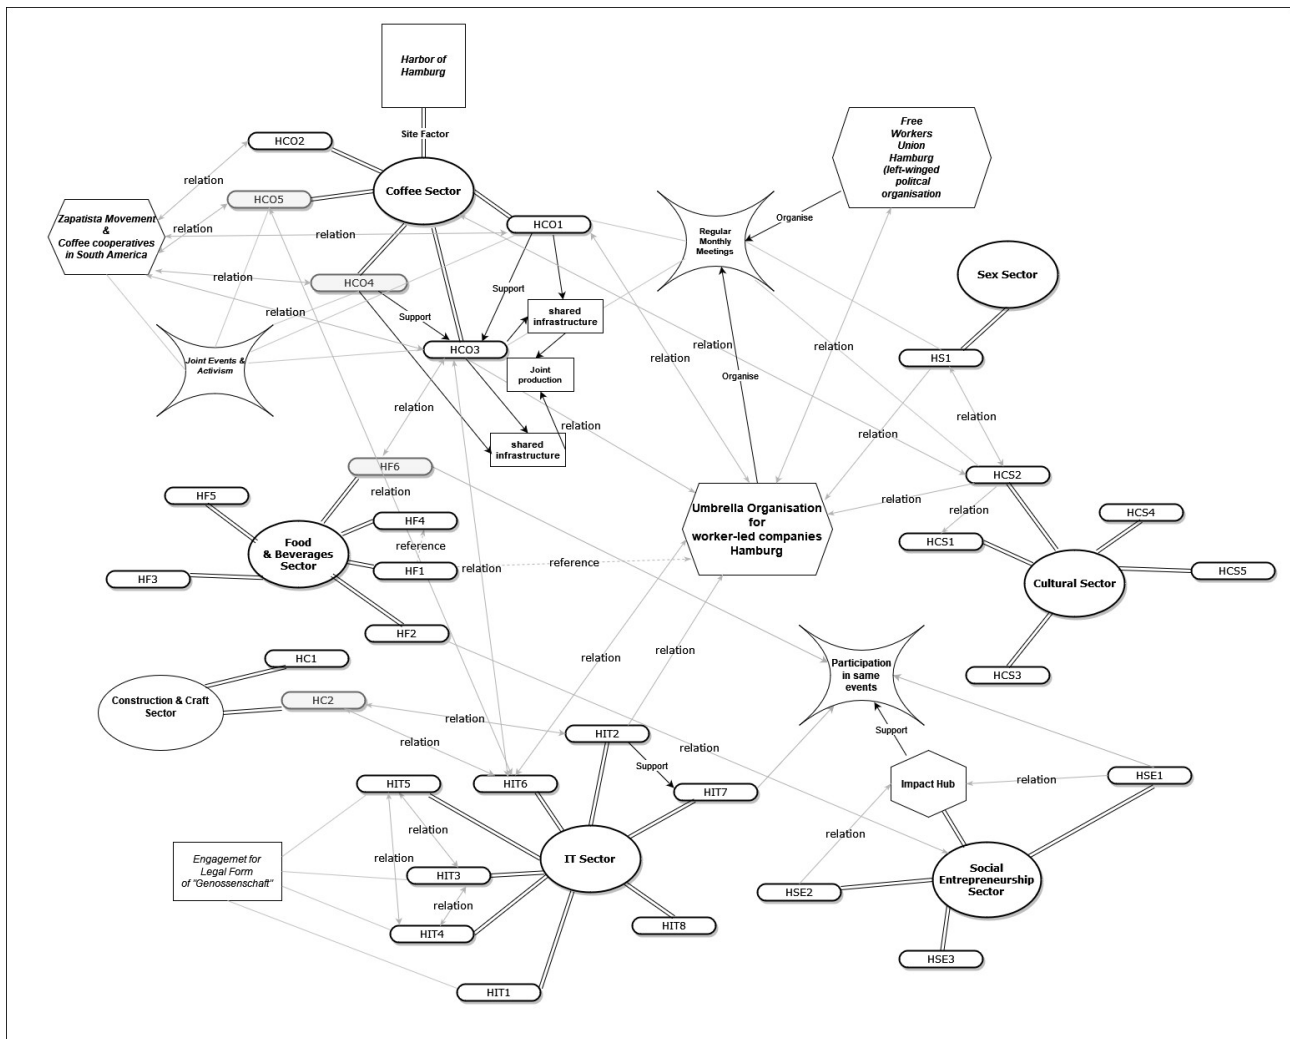 Harbor of
Hamburg
Site Factor
Coffee Sector
HCO2
relation
HCO5
relation
Zapatista Movement
&
Coffee cooperatives
in South America
relation
HCO1
relation
HCO4
Support
Support
shared
infrastructure
HCO3
relation
Joint Events &
Activism
Joint
production
relation
relation
shared
infrastructure
Free
Workers
Union
Hamburg
(left-winged
politcal
organisation
Organise
Regular
Monthly
Meetings
Sex Sector
HS1
relation
relation
relation
relation
Organise
relation
relation
HCS2
relation
relation
HCS1
HCS4
HCS5
Cultural Sector
HCS3
Umbrella Organisation
for
worker-led companies
Hamburg
HF6
relation
HF5
HF4
reference
Food
& Beverages
Sector
HF3
HF1
relation
reference
HF2
HC1
Construction & Craft
Sector
HC2
relation
relation
relation
relation
relation
HIT2
Support
HIT7
Participation
in same
events
Support
HIT5
HIT6
relation
relation
HIT3
relation
HIT4
Engagemet for
Legal Form
of "Genossenschaft"
IT Sector
HIT8
HIT1
Impact Hub
relation
HSE1
relation
HSE2
Social
Entrepreneurship
Sector
HSE3